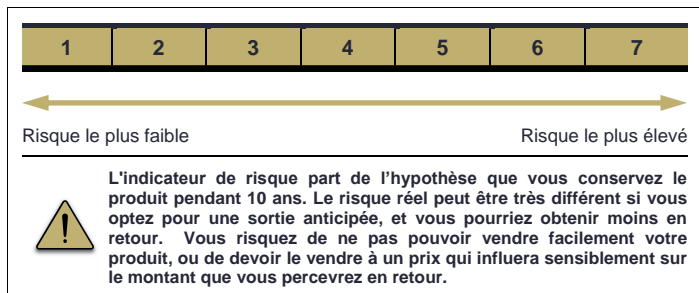 1 2 3 4 5 6 7
Risque le plus faible Risque le plus élevé
L'indicateur de risque part de l’hypothèse que vous conservez le
produit pendant 10 ans. Le risque réel peut être très différent si vous
optez pour une sortie anticipée, et vous pourriez obtenir moins en
retour. Vous risquez de ne pas pouvoir vendre facilement votre
produit, ou de devoir le vendre à un prix qui influera sensiblement sur
le montant que vous percevrez en retour.